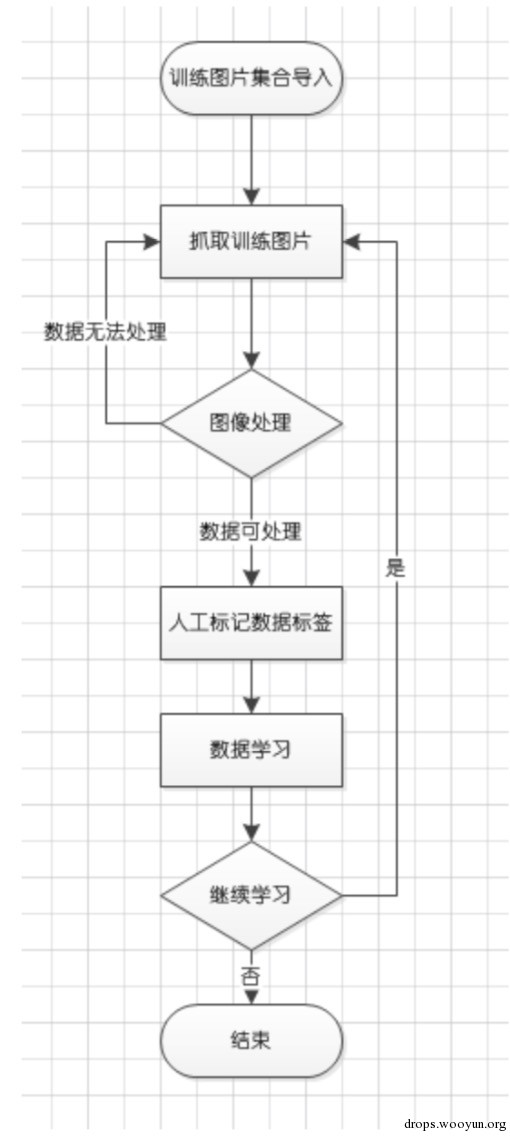 训练图片集合导入
抓取训练图片
数据无法处理
图像处理
数据可处理
是
人工标记数据标签
数据学习
继续学习
否
结束
drops.wooyun.org